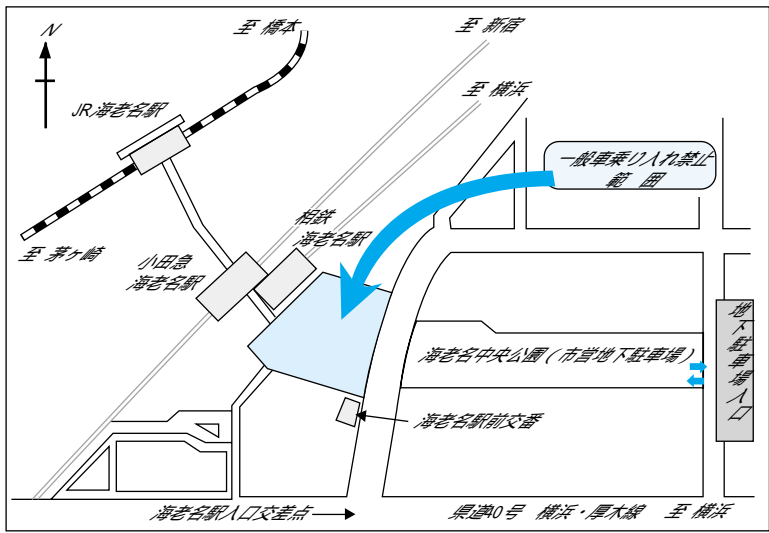 N
至 橋本
至 新宿
至 横浜
JR海老名駅
一般車乗り入れ禁止
範 囲
相鉄
海老名駅
至 茅ヶ崎
小田急
海老名駅
地下駐車場入口
海老名中央公園（市営地下駐車場）
海老名駅前交番
海老名駅入口交差点
県道40号 横浜・厚木線 至 横浜